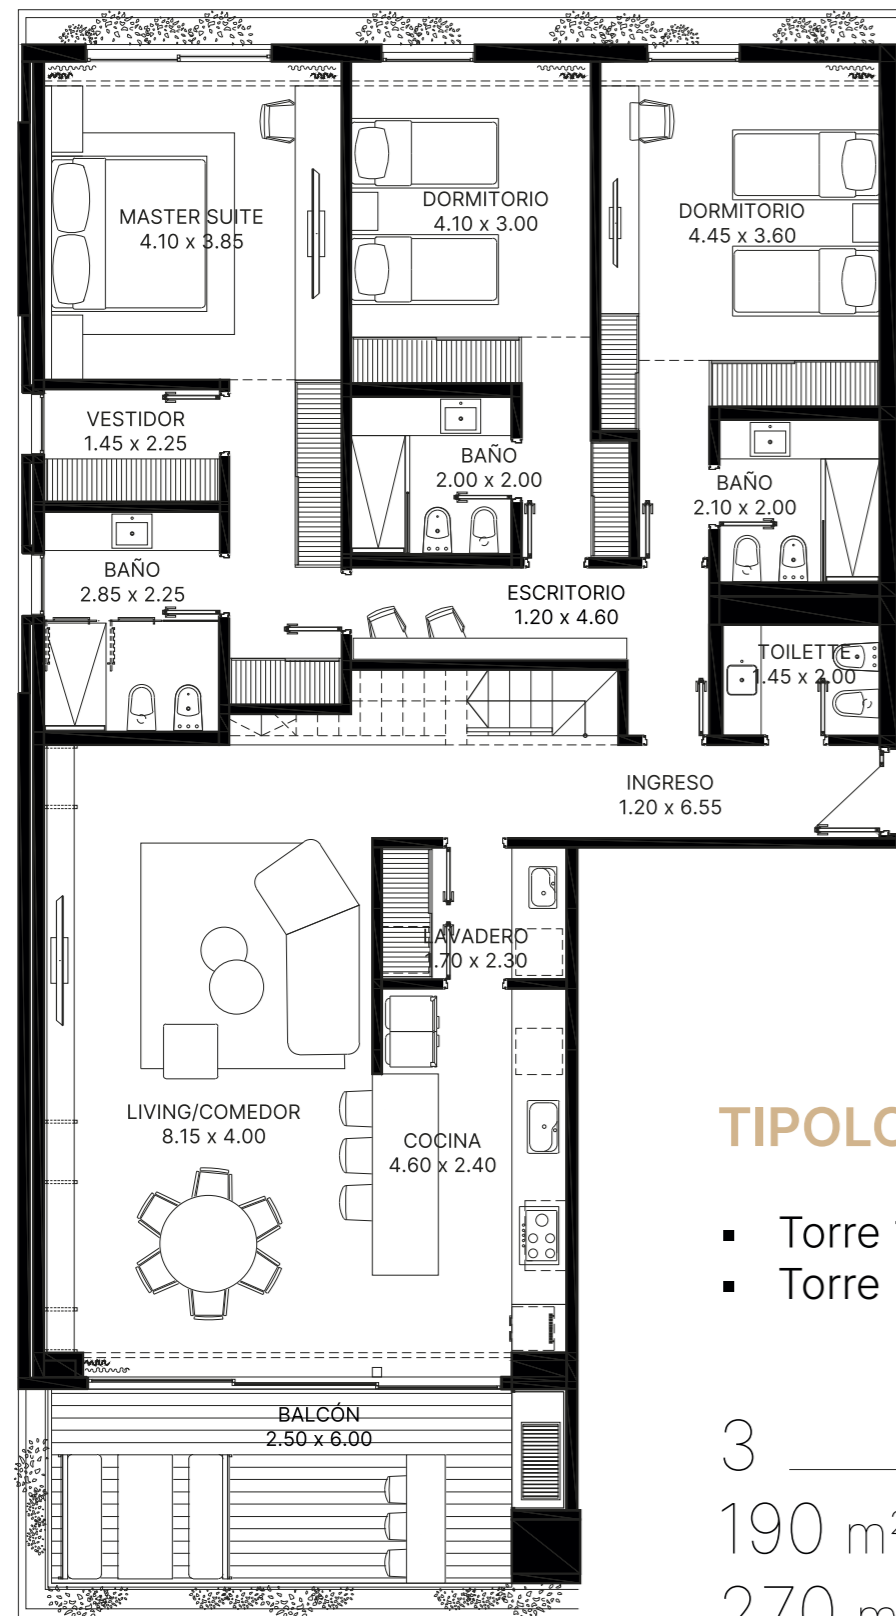 MASTER SUITE
4.10 x 3.85
DORMITORIO
4.10 x 3.00
DORMITORIO
4.45 x 3.60
VESTIDOR
1.45 x 2.25
BAÑO
2.00 x 2.00
BAÑO
2.10 x 2.00
BAÑO
2.85 x 2.25
ESCRITORIO
1.20 x 4.60
TOILETTE
1.45 x 2.00
INGRESO
1.20 x 6.55
LAVADERO
1.70 x 2.30
LIVING/COMEDOR
8.15 x 4.00
COCINA
4.60 x 2.40
BALCÓN
2.50 x 6.00
TIPOLO
▪ Torre
▪ Torre
3
190 m²
270 m